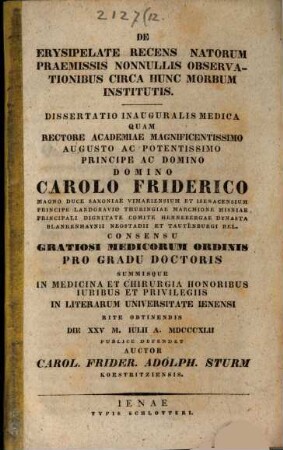 2127/12.
DE
ERYSIPELATE RECENS NATORUM
PRAEMISSIS NONNULLIS OBSERVA-
TIONIBUS CIRCA HUNC MORBUM
INSTITUTIS.
DISSERTATIO INAUGURALIS MEDICA
QUAM
RECTORE ACADEMIAE MAGNIFICENTISSIMO
AUGUSTO AC POTENTISSIMO
PRINCIPE AC DOMINO
DOMINO
CAROLO FRIDERICO
MAGNO DUCE SAXONIAE VIMARIENSIUM ET ISENACENSIUM
PRINCIPE LANDGRAVIO THURINGIAE MARCHIONE MISNIAE
PRINCIPALI DIGNITATE COMITE HENNEBERGAE DYNASTA
BLANKENHAYNII NEOSTADII ET TAUTENBURGI REL.
CONSENSU
GRATIOSI MEDICORUM ORDINIS
PRO GRADU DOCTORIS
SUMMISQUE
IN MEDICINA ET CHIRURGIA HONORIBUS
IURIBUS ET PRIVILEGIIS
IN LITERARUM UNIVERSITATE IENENSI
RITE OBTINENDIS
DIE XXV M. IULII A. MDCCCXLII
PUBLICE DEFENDET
AUCTOR
CAROL. FRIDER. ADOLPH. STURM
KOESTRITZIENSIS.
IENAE
TYPIS SCHLOTTERI.